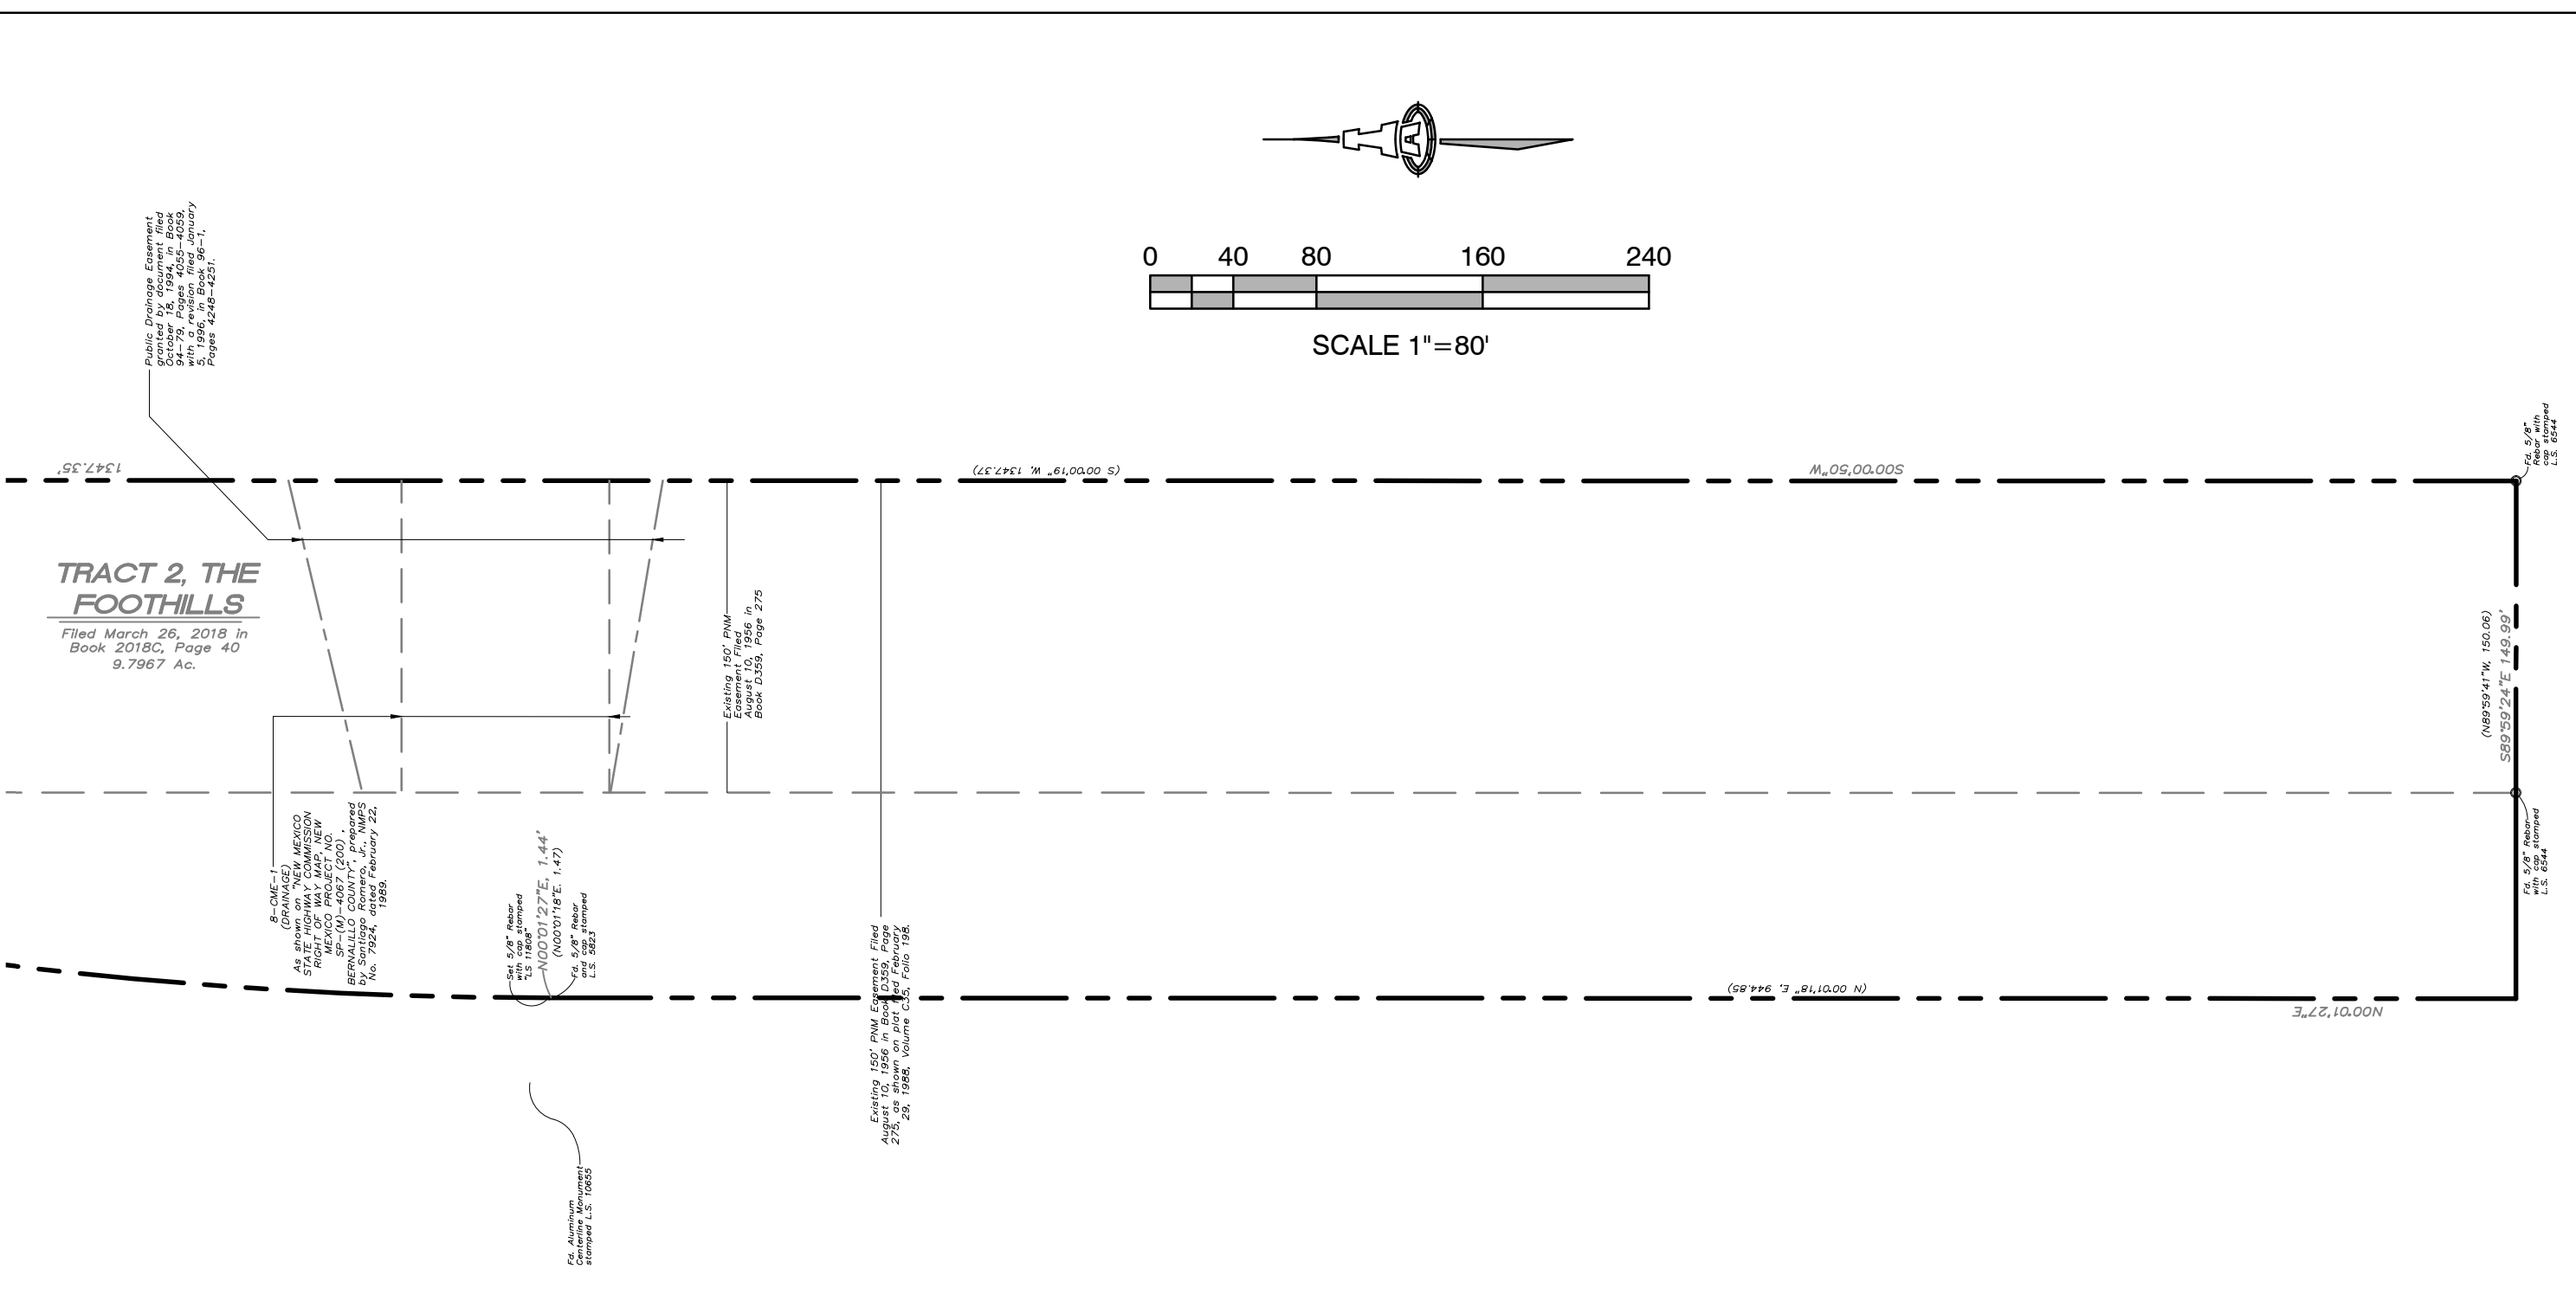 0 40 80 160 240
SCALE 1"=80'
Public Drainage Easement
granted by document filed
October 18, 1994, in Book
94-79, Pages 4055-4059,
with a revision filed January
5, 1996, in Book 96-1,
Pages 4248-4251.
1347.35'
(S 00°00'19" W, 1347.37)
S00°00'50"W
Fd. 5/8"
Rebar with
cap stamped
L.S. 6544
TRACT 2, THE
FOOTHILLS
Filed March 26, 2018 in
Book 2018C, Page 40
9.7967 Ac.
Existing 150' PNM
Easement Filed
August 10, 1956 in
Book D359, Page 275
(N89°59'41"W, 150.06)
S89°59'24"E 149.99'
8-CME-1
(DRAINAGE)
As shown on "NEW MEXICO
STATE HIGHWAY COMMISSION
RIGHT OF WAY MAP, NEW
MEXICO PROJECT NO.
SP-(M)-4067 (200) ,
BERNALILLO COUNTY", prepared
by Santiago Romero, Jr., NMPS
No. 7924, dated February 22,
1989.
Set 5/8" Rebar
with cap stamped
"LS 11808"
N00°01'27"E, 1.44'
(N00°01'18"E. 1.47)
Fd. 5/8" Rebar
and cap stamped
L.S. 5823
Existing 150' PNM Easement Filed
August 10, 1956 in Book D359, Page
275, as shown on plat filed February
29, 1988, Volume C35, Folio 198.
Fd. 5/8" Rebar
with cap stamped
L.S. 6544
(N 00°01'18" E, 944.85)
N00°01'27"E
Fd. Aluminum
Centerline Monument
stamped L.S. 10655